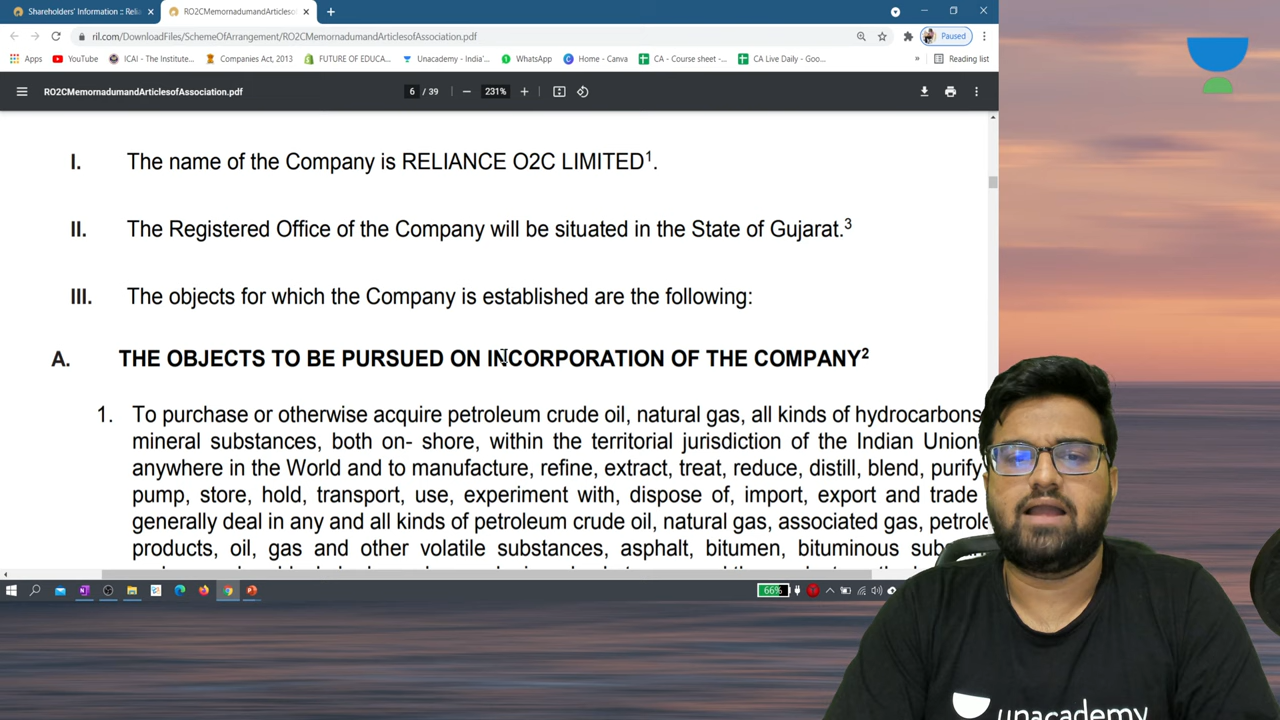 Shareholders' Information :: Reli
RO2CMemornadumandArticlesof
ril.com/DownloadFiles/SchemeOfArrangement/RO2CMemornadumandArticlesofAssociation.pdf
Paused
Apps
YouTube
ICAI - The Institute...
Companies Act, 2013
FUTURE OF EDUCA...
Unacademy - India'...
WhatsApp
Home - Canva
CA - Course sheet -...
CA Live Daily - Goo...
»
Reading list
RO2CMemornadumandArticlesofAssociation.pdf
6 / 39
231%
I. The name of the Company is RELIANCE O2C LIMITED1.
II. The Registered Office of the Company will be situated in the State of Gujarat.3
III. The objects for which the Company is established are the following:
A. THE OBJECTS TO BE PURSUED ON INCORPORATION OF THE COMPANY2
1. To purchase or otherwise acquire petroleum crude oil, natural gas, all kinds of hydrocarbons
mineral substances, both on- shore, within the territorial jurisdiction of the Indian Union
anywhere in the World and to manufacture, refine, extract, treat, reduce, distill, blend, purify
pump, store, hold, transport, use, experiment with, dispose of, import, export and trade
generally deal in any and all kinds of petroleum crude oil, natural gas, associated gas, petrole
products, oil, gas and other volatile substances, asphalt, bitumen, bituminous
66%
unacademy